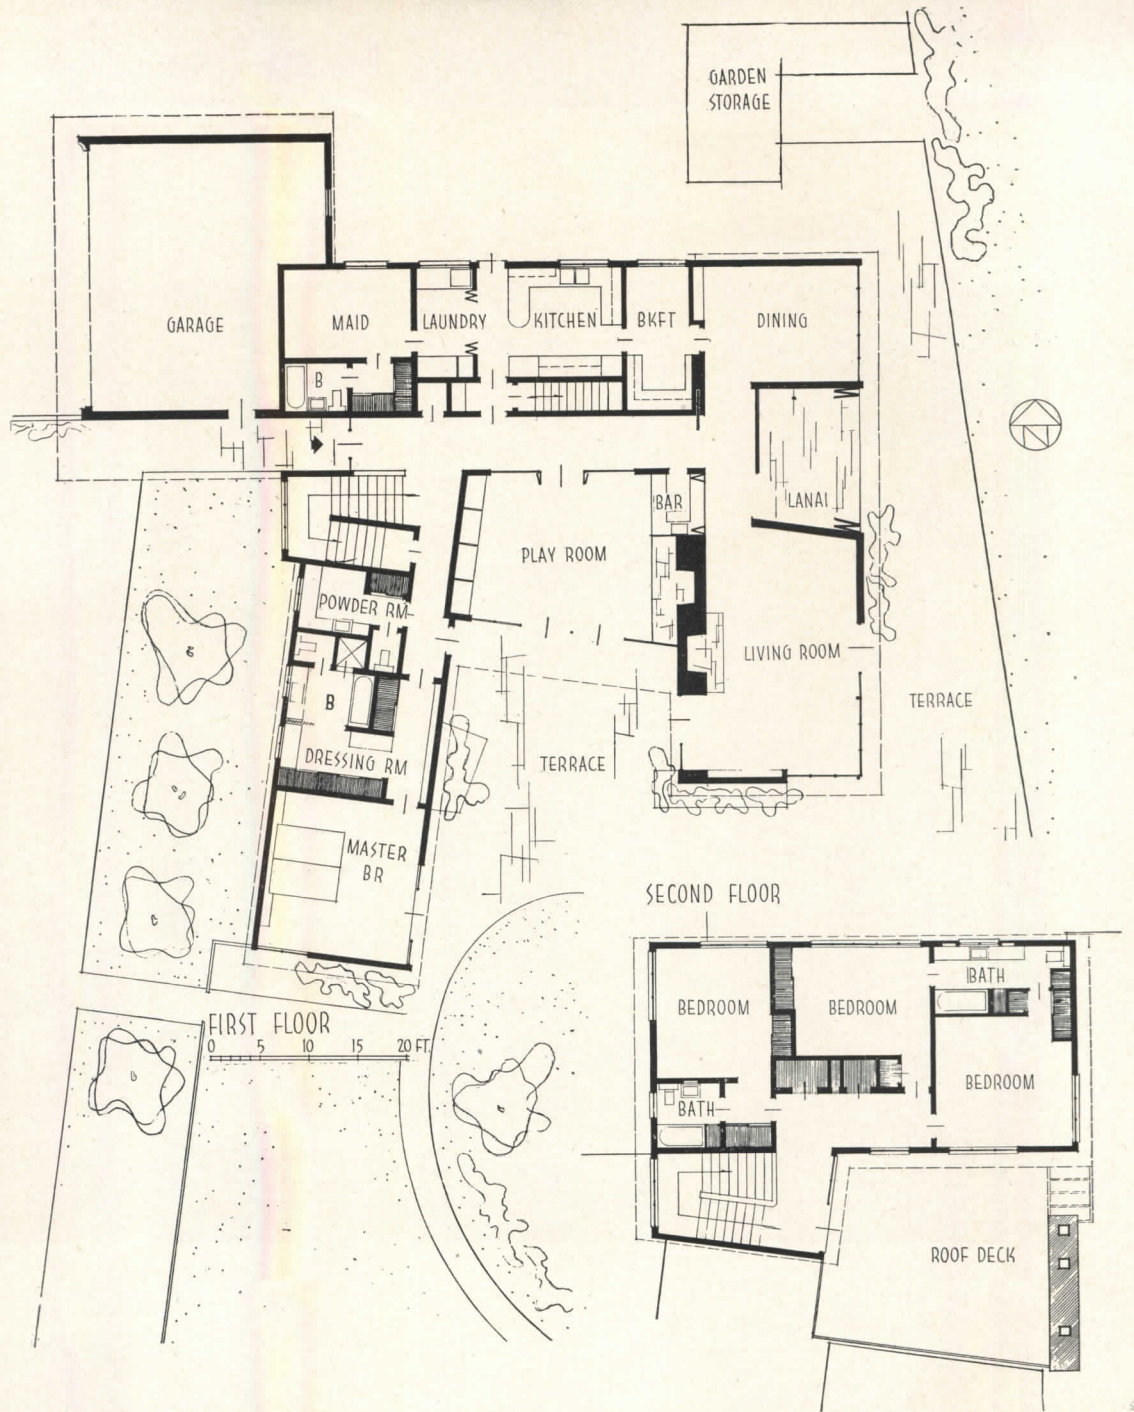 GARDEN
STORAGE
GARAGE
MAID
LAUNDRY
KITCHEN
BKFT
DINING
B
N
LANAI
BAR
PLAY ROOM
POWDER RM
LIVING ROOM
B
TERRACE
DRESSING RM
TERRACE
MASTER
BR
SECOND FLOOR
BEDROOM
BEDROOM
BATH
FIRST FLOOR
0 5 10 15 20 FT.
BEDROOM
BATH
ROOF DECK